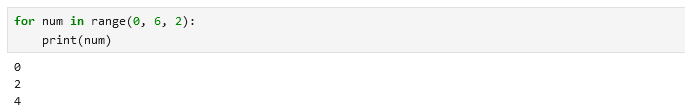 for num in range(0, 6, 2):
    print(num)
0
2
4